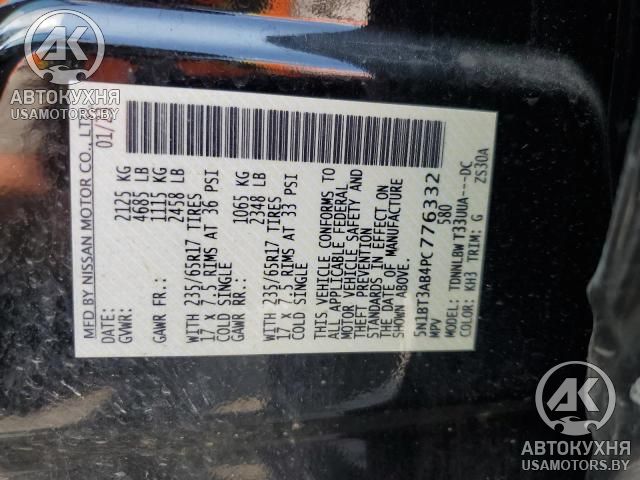 AK
АВТОКУХНЯ
USAMOTORS.BY
MFD BY NISSAN MOTOR CO., LTD
DATE: 01/
GVWR: 2125 KG
4685 LB
GAWR FR.: 1115 KG
2458 LB
WITH 235/65R17 TIRES
17 X 7.5 RIMS AT 36 PSI
COLD SINGLE
GAWR RR.: 1065 KG
2348 LB
WITH 235/65R17 TIRES
17 X 7.5 RIMS AT 33 PSI
COLD SINGLE
THIS VEHICLE CONFORMS TO
ALL APPLICABLE FEDERAL
MOTOR VEHICLE SAFETY AND
THEFT PREVENTION
STANDARDS IN EFFECT ON
THE DATE OF MANUFACTURE
SHOWN ABOVE.
5N1BT3AB4PC776332
MPV 580
MODEL: TDNNLBW T33UUA---DC
COLOR: KH3 TRIM: G ZS30A
AK
АВТОКУХНЯ
USAMOTORS.BY